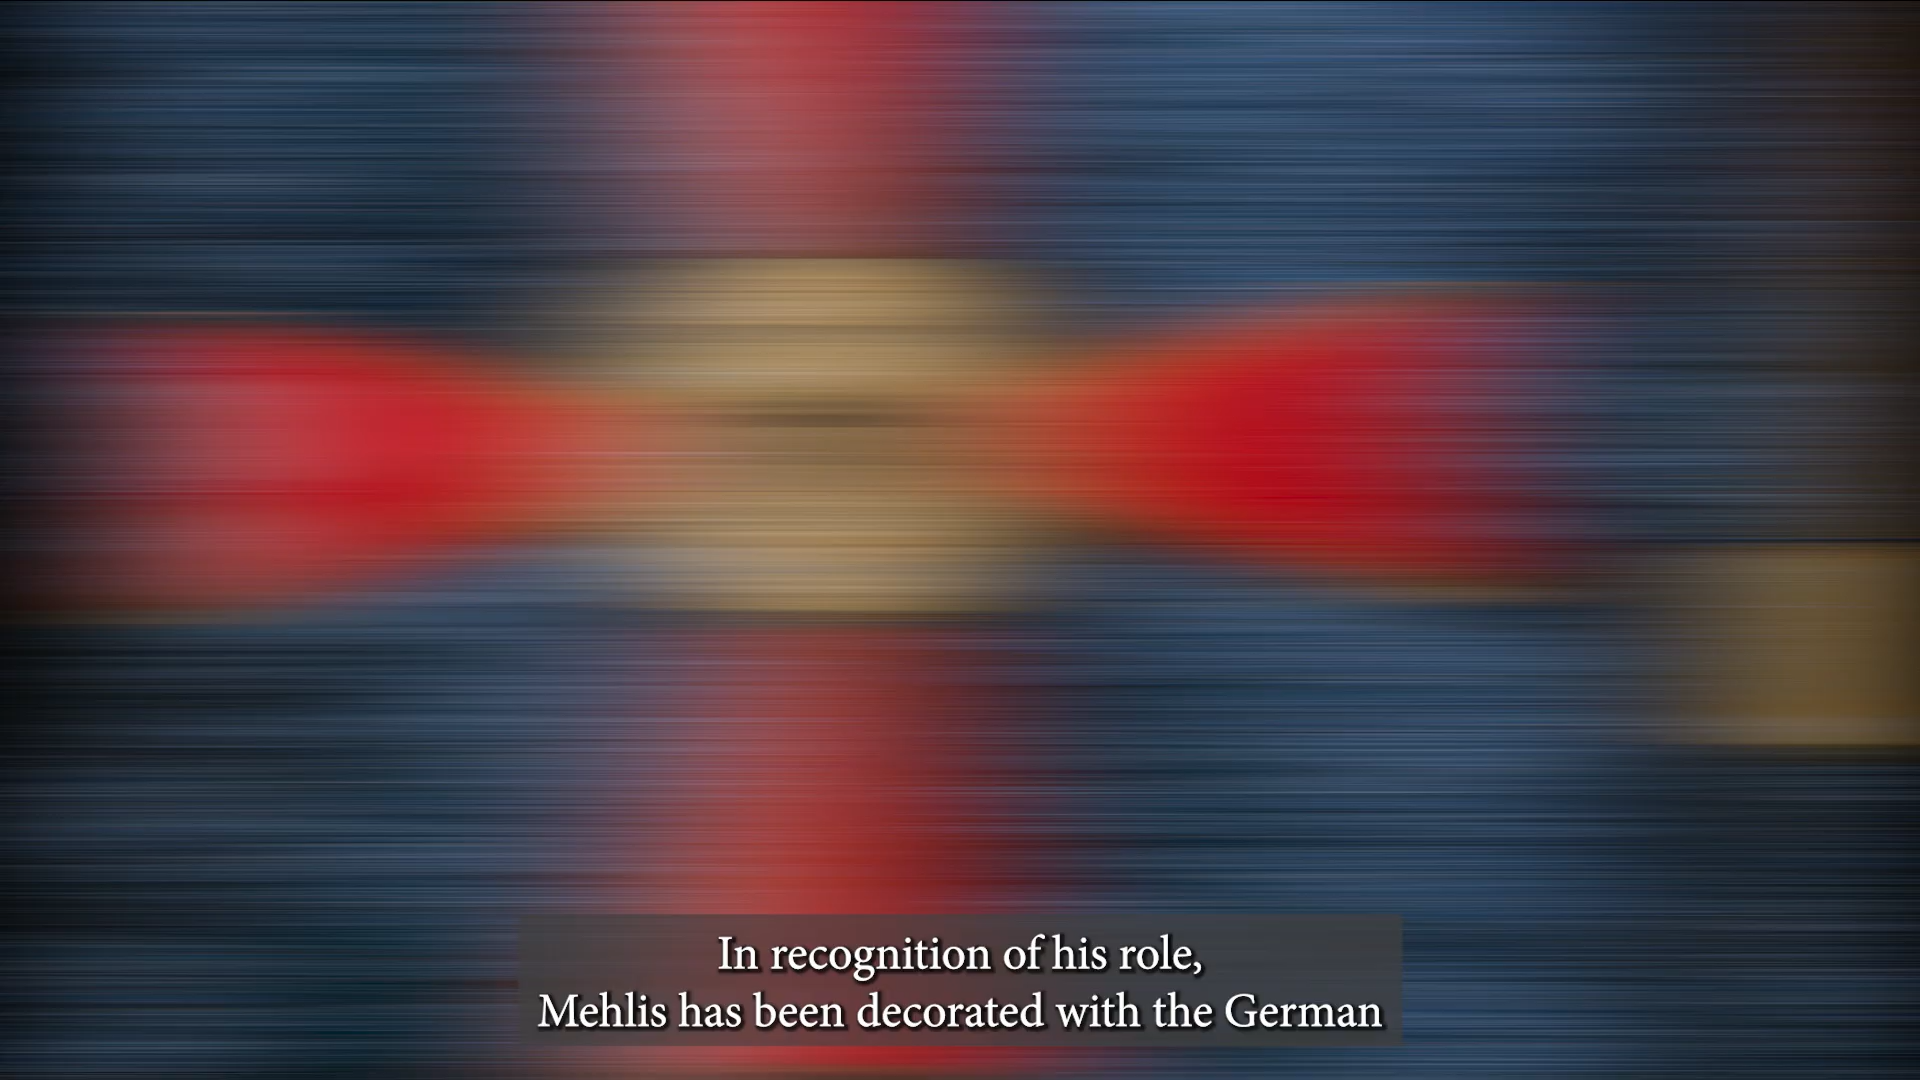 In recognition of his role,
Mehlis has been decorated with the German